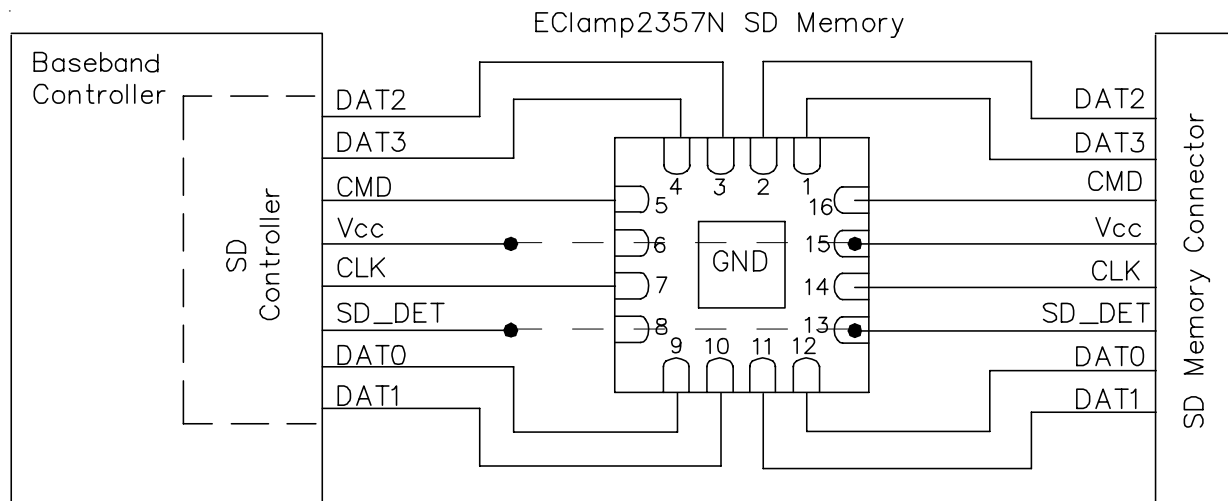 EClamp2357N SD Memory
Baseband
Controller
SD
Controller
DAT2
DAT3
CMD
Vcc
CLK
SD_DET
DAT0
DAT1
4 3 2 1
5
6
7
8
9 10 11 12
16
15
14
13
GND
DAT2
DAT3
CMD
Vcc
CLK
SD_DET
DAT0
DAT1
SD Memory Connector